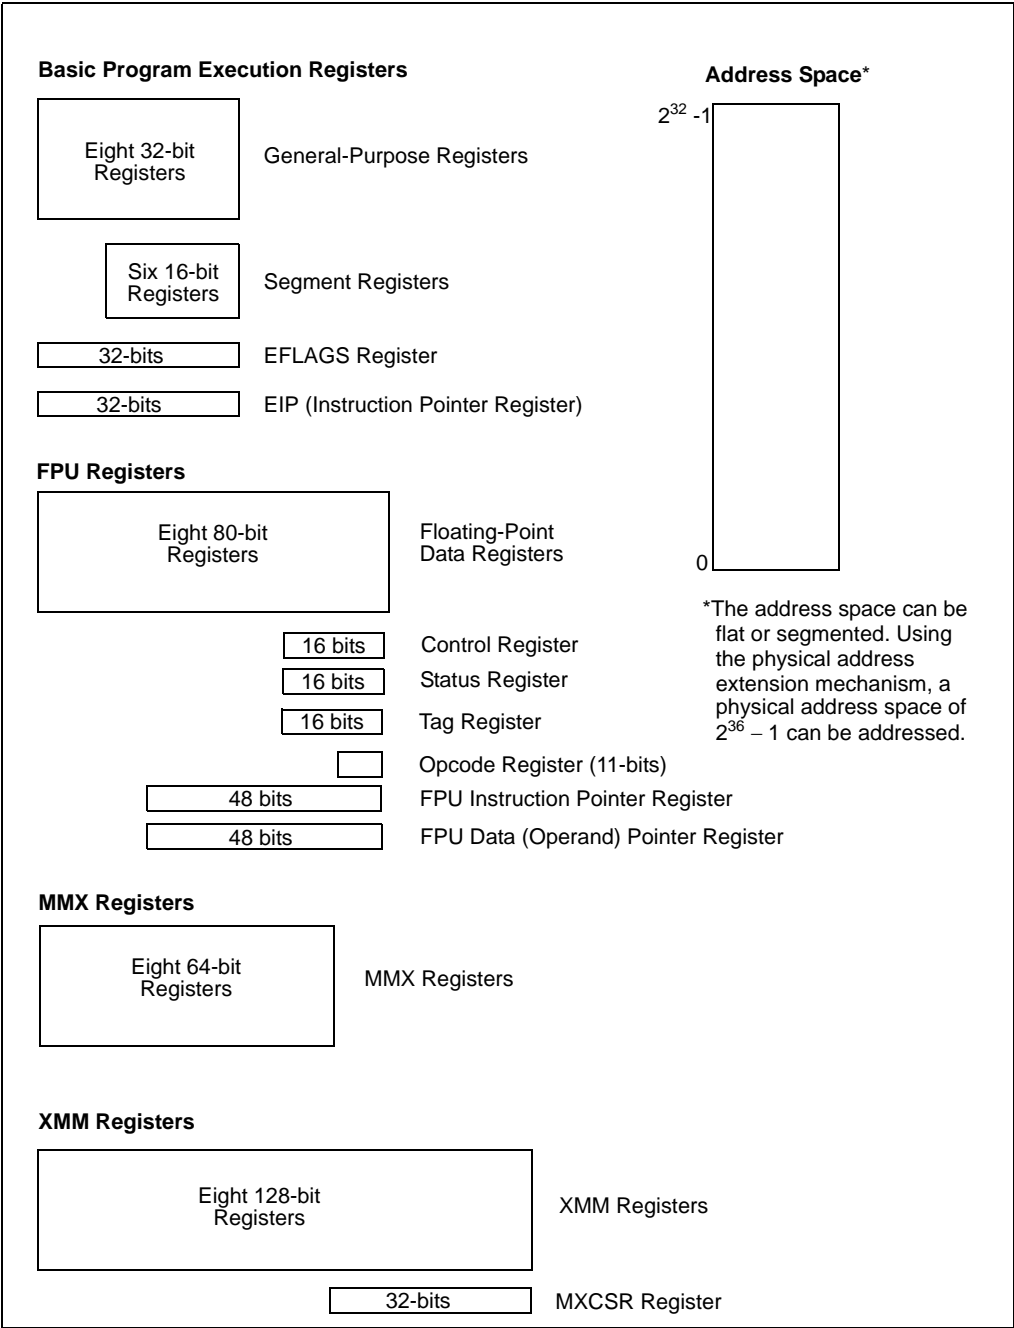 Basic Program Execution Registers
Eight 32-bit
Registers
General-Purpose Registers
Six 16-bit
Registers
Segment Registers
32-bits
EFLAGS Register
32-bits
EIP (Instruction Pointer Register)
FPU Registers
Eight 80-bit
Registers
Floating-Point
Data Registers
16 bits
Control Register
16 bits
Status Register
16 bits
Tag Register
Opcode Register (11-bits)
48 bits
FPU Instruction Pointer Register
48 bits
FPU Data (Operand) Pointer Register
MMX Registers
Eight 64-bit
Registers
MMX Registers
XMM Registers
Eight 128-bit
Registers
XMM Registers
32-bits
MXCSR Register
Address Space*
2^32 -1
0
*The address space can be
flat or segmented. Using
the physical address
extension mechanism, a
physical address space of
2^36 – 1 can be addressed.